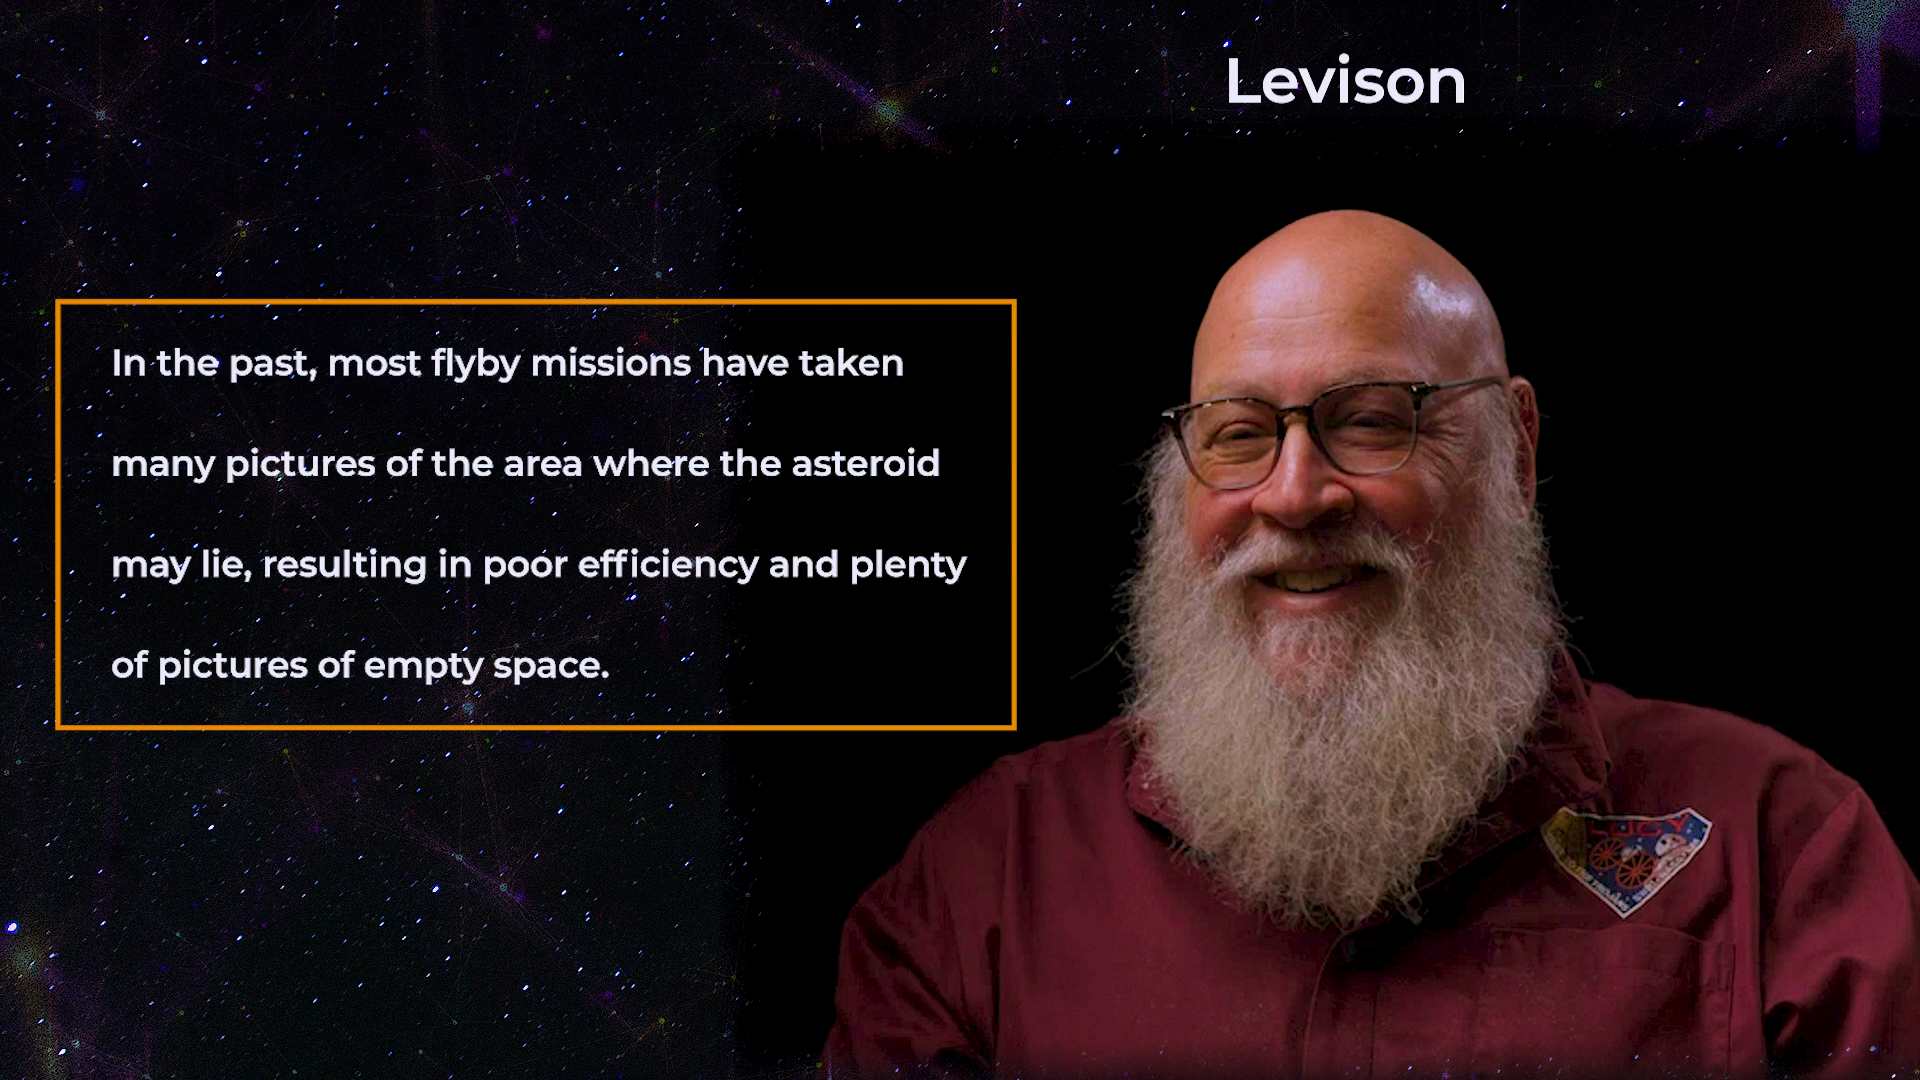 Levison
In the past, most flyby missions have taken
many pictures of the area where the asteroid
may lie, resulting in poor efficiency and plenty
of pictures of empty space.
LUCY